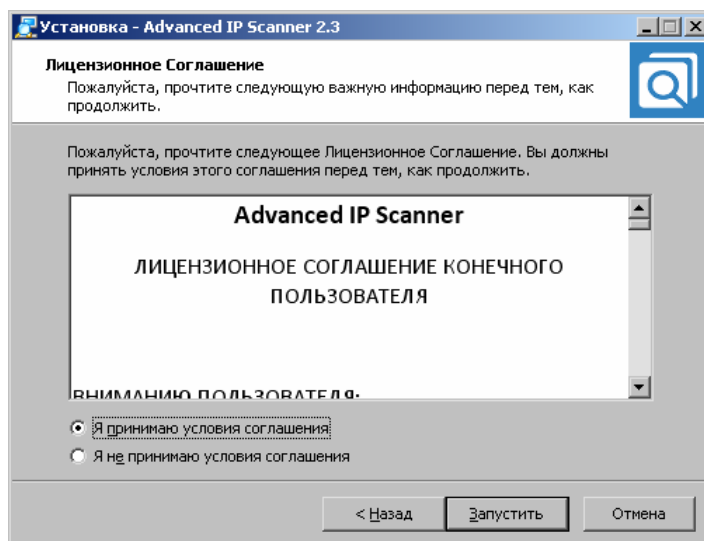 Установка - Advanced IP Scanner 2.3
Лицензионное Соглашение
Пожалуйста, прочтите следующую важную информацию перед тем, как
продолжить.
Пожалуйста, прочтите следующее Лицензионное Соглашение. Вы должны
принять условия этого соглашения перед тем, как продолжить.
Advanced IP Scanner
ЛИЦЕНЗИОННОЕ СОГЛАШЕНИЕ КОНЕЧНОГО
ПОЛЬЗОВАТЕЛЯ
ВНИМАНИЮ ПОЛЬЗОВАТЕЛЯ:
Я принимаю условия соглашения
Я не принимаю условия соглашения
< Назад Запустить Отмена